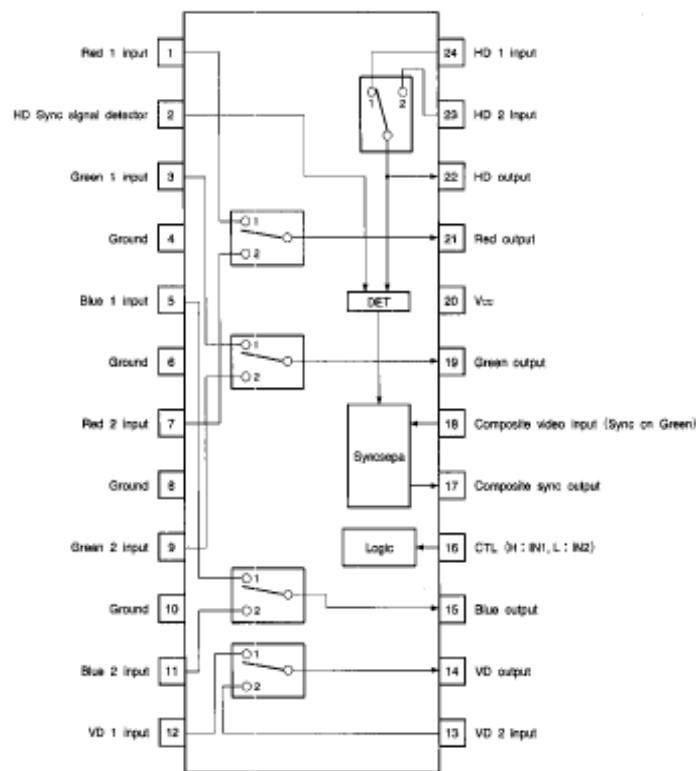 Red 1 input 1
HD Sync signal detector 2
Green 1 input 3
Ground 4
Blue 1 input 5
Ground 6
Red 2 input 7
Ground 8
Green 2 input 9
Ground 10
Blue 2 input 11
VD 1 input 12
1 2
1
2
1
2
DET
Syncsepa
Logic
1
2
1
2
24 HD 1 input
23 HD 2 Input
22 HD output
21 Red output
20 Vcc
19 Green output
18 Composite video input (Sync on Green)
17 Composite sync output
16 CTL (H : IN1, L : IN2)
15 Blue output
14 VD output
13 VD 2 Input